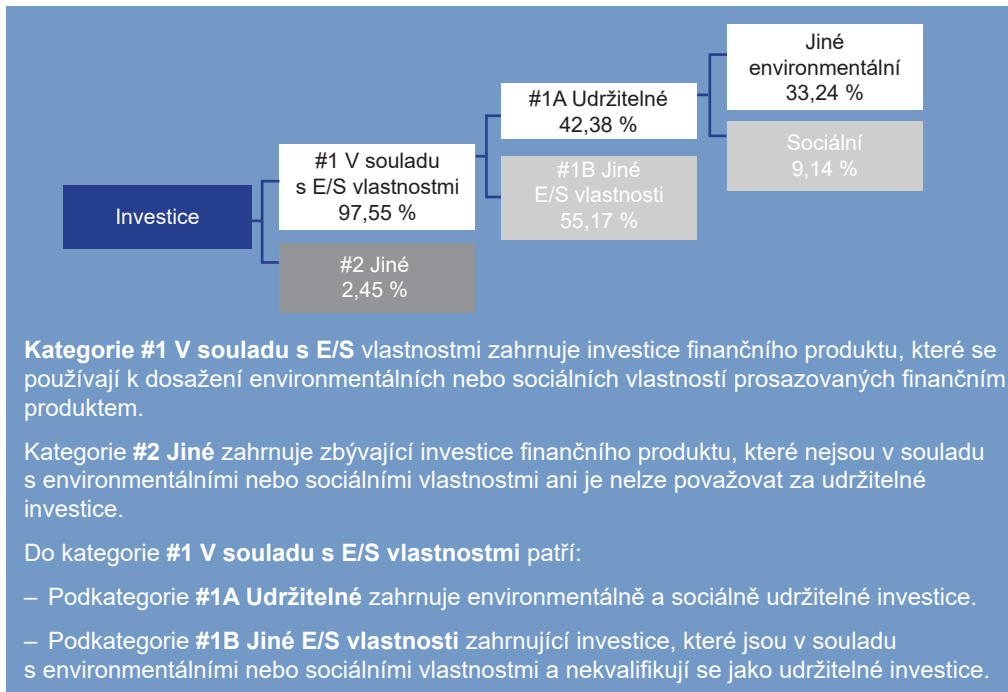 Investice
#1 V souladu
s E/S vlastnostmi
97,55 %
#2 Jiné
2,45 %
#1A Udržitelné
42,38 %
#1B Jiné
E/S vlastnosti
55,17 %
Jiné
environmentální
33,24 %
Sociální
9,14 %
Kategorie #1 V souladu s E/S vlastnostmi zahrnuje investice finančního produktu, které se
používají k dosažení environmentálních nebo sociálních vlastností prosazovaných finančním
produktem.
Kategorie #2 Jiné zahrnuje zbývající investice finančního produktu, které nejsou v souladu
s environmentálními nebo sociálními vlastnostmi ani je nelze považovat za udržitelné
investice.
Do kategorie #1 V souladu s E/S vlastnostmi patří:
– Podkategorie #1A Udržitelné zahrnuje environmentálně a sociálně udržitelné investice.
– Podkategorie #1B Jiné E/S vlastnosti zahrnující investice, které jsou v souladu
s environmentálními nebo sociálními vlastnostmi a nekvalifikují se jako udržitelné investice.